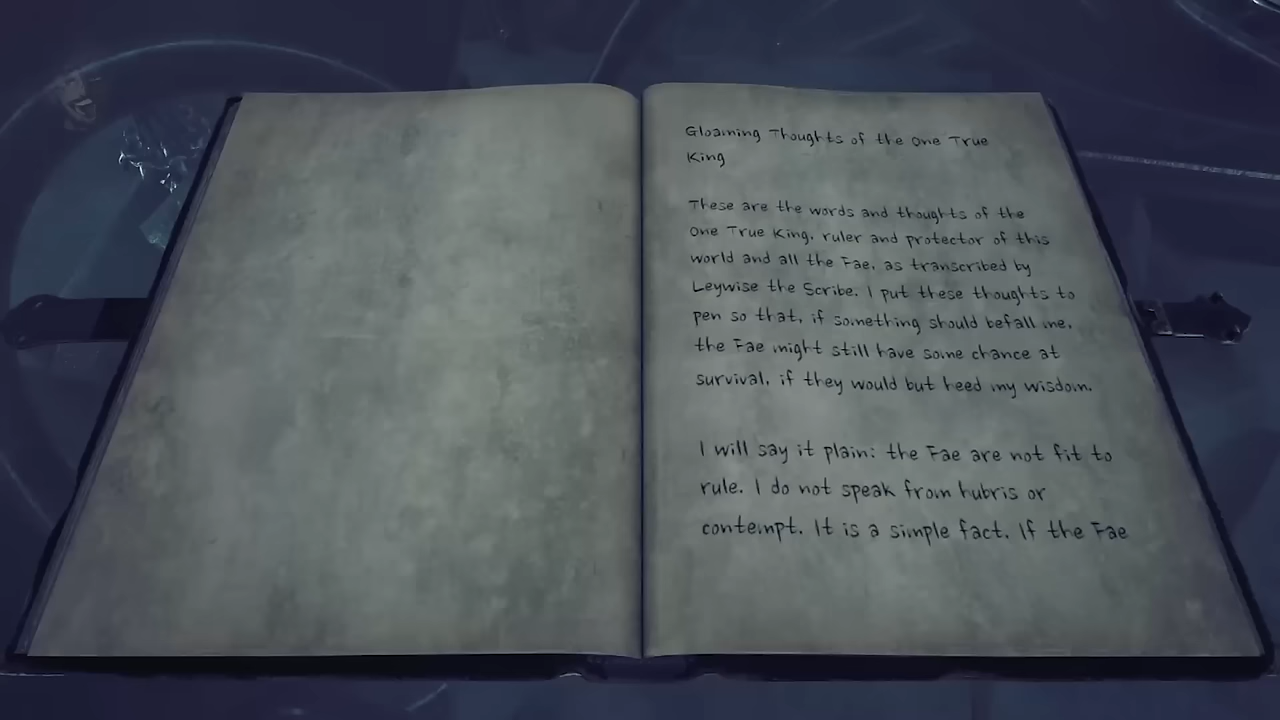 Gloaming Thoughts of the One True
King
These are the words and thoughts of the
One True King, ruler and protector of this
world and all the Fae, as transcribed by
Leywise the Scribe. I put these thoughts to
pen so that, if something should befall me,
the Fae might still have some chance at
survival, if they would but heed my wisdom.
I will say it plain: the Fae are not fit to
rule. I do not speak from hubris or
contempt. It is a simple fact. If the Fae